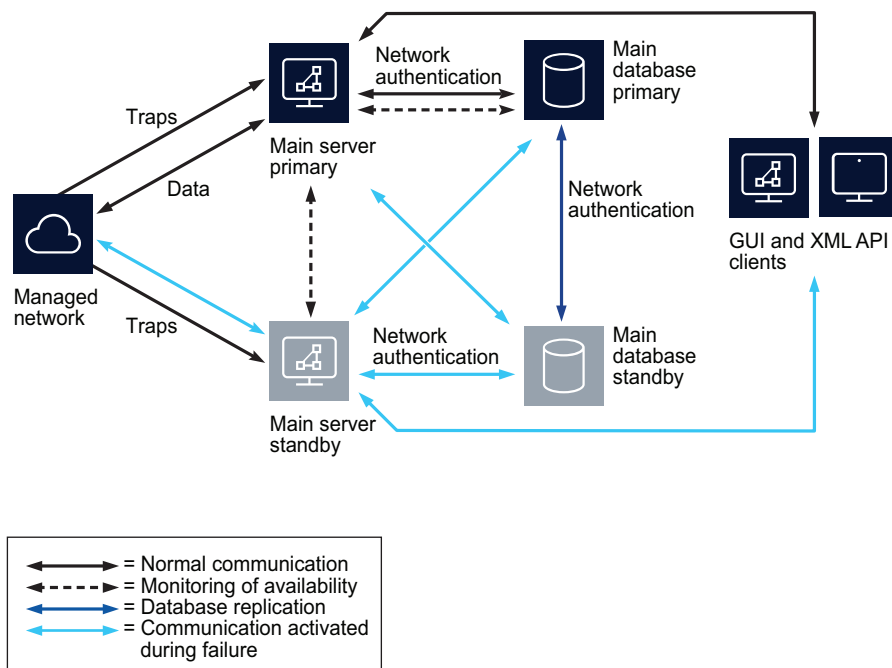 Network
authentication
Main
database
primary
Traps
Main server
primary
Data
Network
authentication
GUI and XML API
clients
Managed
network
Traps
Network
authentication
Main
database
standby
Main server
standby
= Normal communication
= Monitoring of availability
= Database replication
= Communication activated
during failure